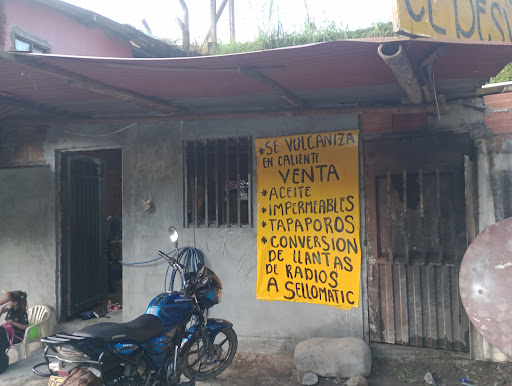 *SE VULCANIZA
EN CALIENTE
VENTA
*ACEITE
*IMPERMEABLES
*TAPAPOROS
*CONVERSION
DE LLANTAS
DE RADIOS
A SELLOMATIC